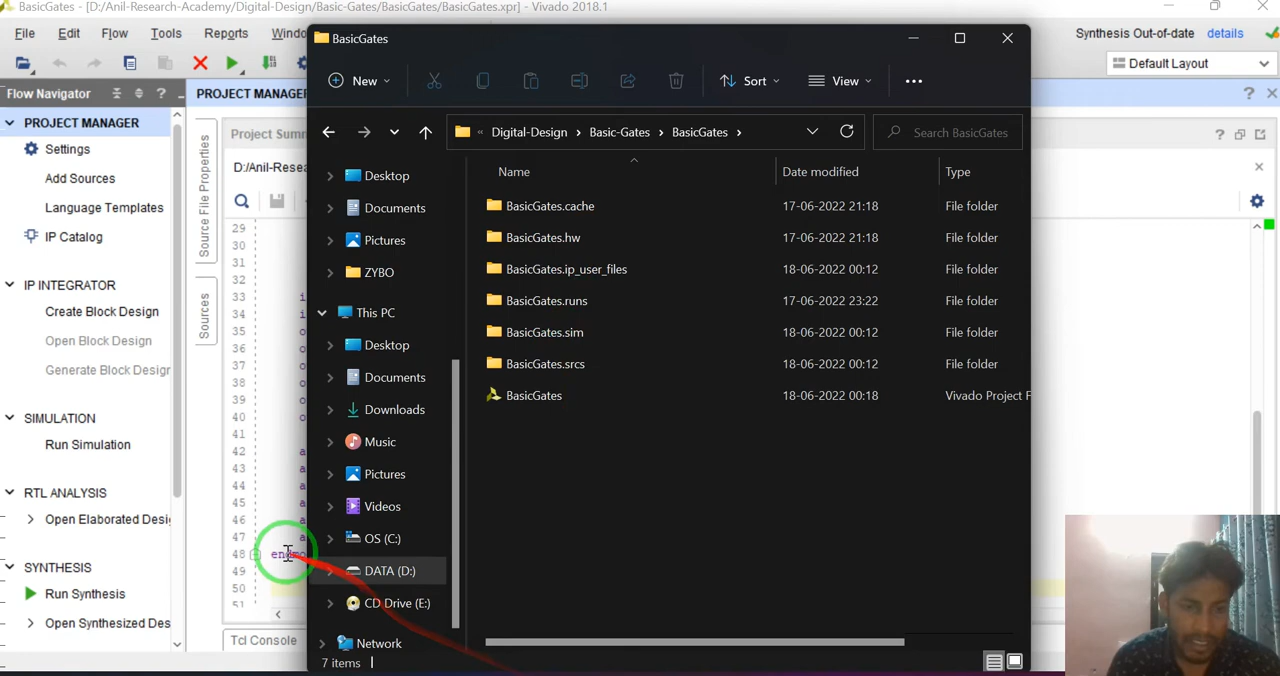 BasicGates - [D:/Anil-Research-Academy/Digital-Design/Basic-Gates/BasicGates/BasicGates.xpr] - Vivado 2018.1
File Edit Flow Tools Reports
Synthesis Out-of-date details
Default Layout
Flow Navigator
PROJECT MANAGER
Settings
Add Sources
Language Templates
IP Catalog
IP INTEGRATOR
Create Block Design
Open Block Design
Generate Block Design
SIMULATION
Run Simulation
RTL ANALYSIS
Open Elaborated Desi
SYNTHESIS
Run Synthesis
Open Synthesized Des
PROJECT MANAGER
Source File Properties
Sources
Project Sum
D:/Anil-Resea
29
30
31
32
33 i
34 i
35 o
36 o
37 o
38 o
39 o
40 o
41
42 a
43 a
44 a
45 a
46 a
47 a
48 endmo
49
50
51
Tcl Console
BasicGates
New
Sort
View
Digital-Design > Basic-Gates > BasicGates >
Search BasicGates
Desktop
Documents
Pictures
ZYBO
This PC
Desktop
Documents
Downloads
Music
Pictures
Videos
OS (C:)
DATA (D:)
CD Drive (E:)
Network
Name Date modified Type
BasicGates.cache 17-06-2022 21:18 File folder
BasicGates.hw 17-06-2022 21:18 File folder
BasicGates.ip_user_files 18-06-2022 00:12 File folder
BasicGates.runs 17-06-2022 23:22 File folder
BasicGates.sim 18-06-2022 00:12 File folder
BasicGates.srcs 18-06-2022 00:12 File folder
BasicGates 18-06-2022 00:18 Vivado Project F
7 items